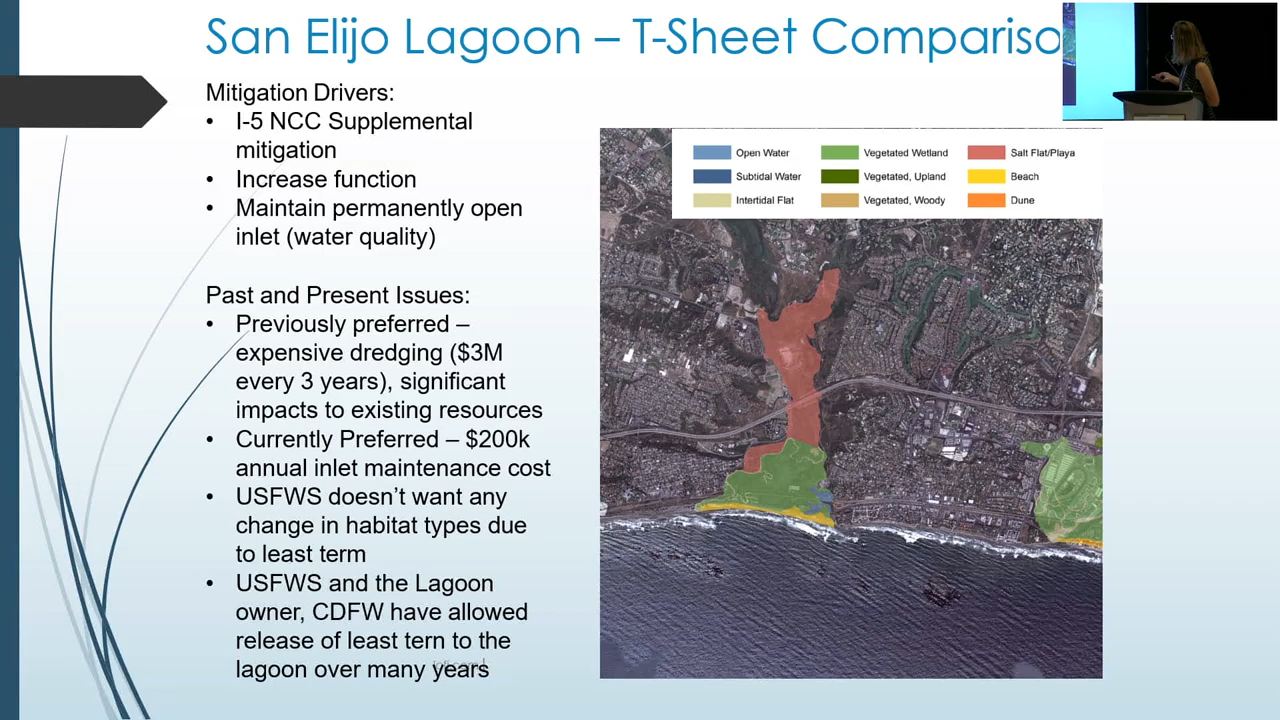 San Elijo Lagoon – T-Sheet Compariso
Mitigation Drivers:
• I-5 NCC Supplemental
mitigation
• Increase function
• Maintain permanently open
inlet (water quality)
Past and Present Issues:
• Previously preferred –
expensive dredging ($3M
every 3 years), significant
impacts to existing resources
• Currently Preferred – $200k
annual inlet maintenance cost
• USFWS doesn't want any
change in habitat types due
to least term
• USFWS and the Lagoon
owner, CDFW have allowed
release of least tern to the
lagoon over many years
Open Water
Vegetated Wetland
Salt Flat/Playa
Subtidal Water
Vegetated, Upland
Beach
Intertidal Flat
Vegetated, Woody
Dune